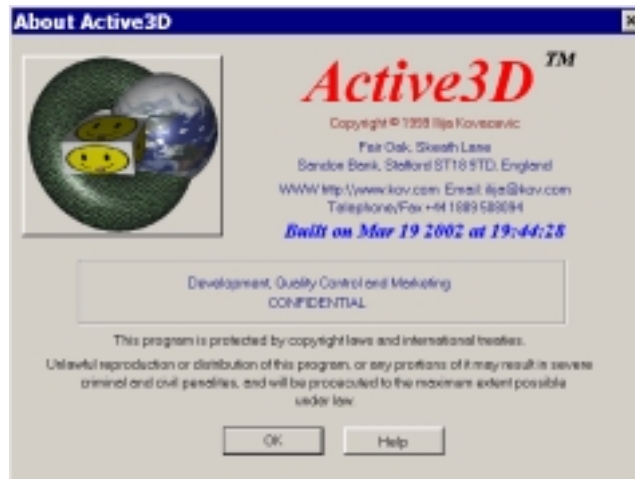 About Active3D
Active3D TM
Copyright © 1998 Ilija Kovacevic
Fair Oak, Skeath Lane
Sandon Bank, Stafford ST18 9TD, England
WWW http://www.kov.com Email: ilija@kov.com
Telephone/Fax +44 1889 508094
Built on Mar 19 2002 at 19:44:28
Development, Quality Control and Marketing
CONFIDENTIAL
This program is protected by copyright laws and international treaties.
Unlawful reproduction or distribution of this program, or any portions of it may result in severe
criminal and civil penalites, and will be procecuted to the maximum extent possible
under law.
OK
Help